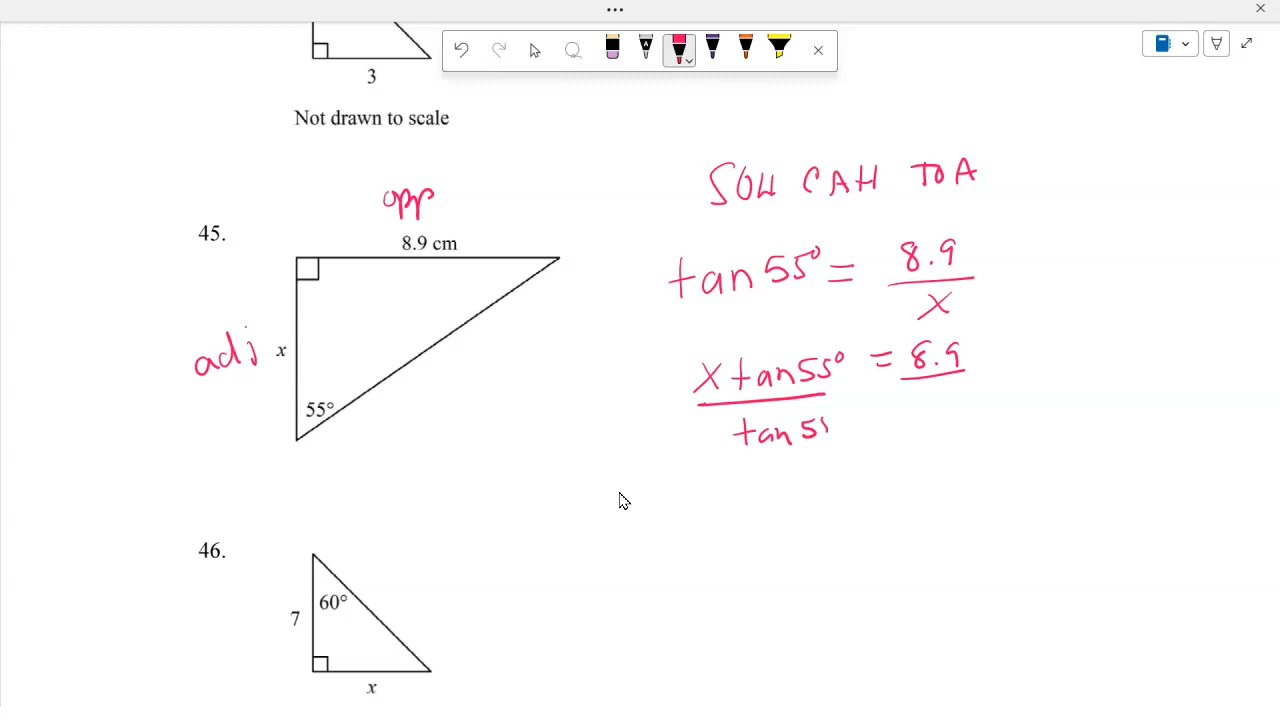 3
Not drawn to scale
SOH CAH TOA
opp
45.
8.9 cm
tan 55° = 8.9 / x
adj x
x tan 55° = 8.9
55°
tan 55
46.
60°
7
x